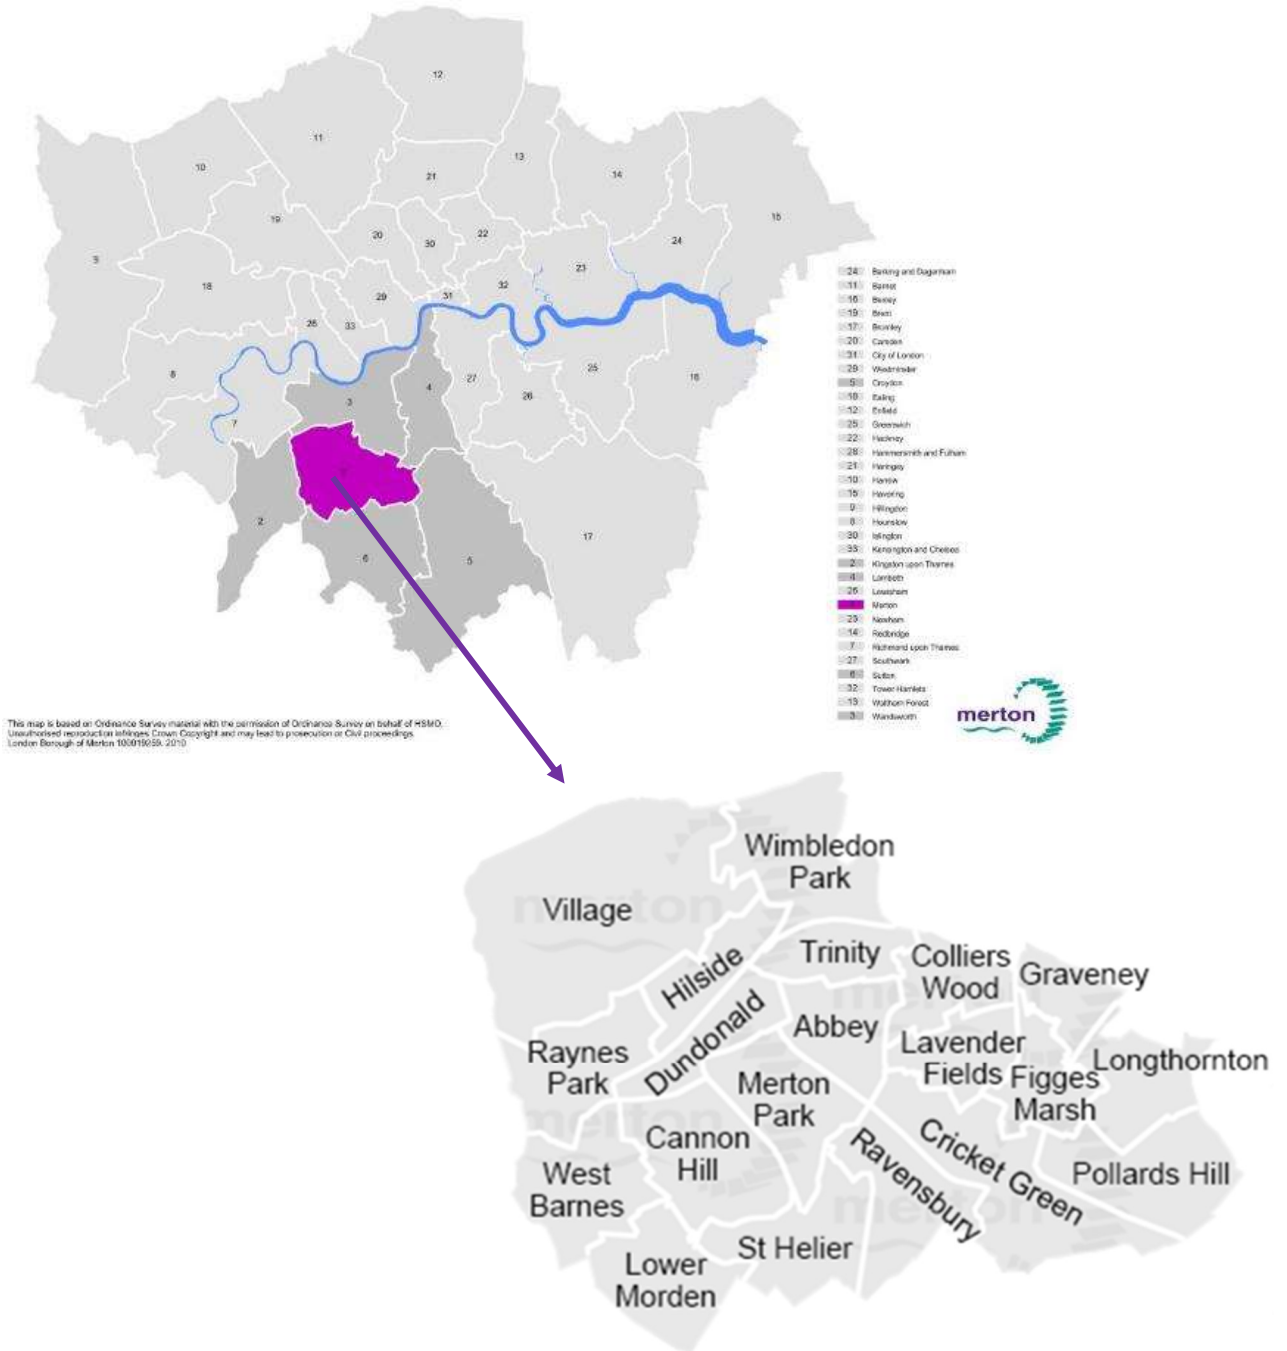 12
11
13
10
14
21
19
15
20
22
30
24
9
23
18
32
31
29
28
33
8
25
27
16
4
26
3
7
2
17
6
5
24 Barking and Dagenham
11 Barnet
16 Bexley
19 Brent
17 Bromley
20 Camden
31 City of London
29 Westminster
5 Croydon
18 Ealing
12 Enfield
25 Greenwich
22 Hackney
28 Hammersmith and Fulham
21 Haringey
10 Harrow
15 Havering
9 Hillingdon
8 Hounslow
30 Islington
33 Kensington and Chelsea
2 Kingston upon Thames
4 Lambeth
26 Lewisham
Merton
23 Newham
14 Redbridge
7 Richmond upon Thames
27 Southwark
6 Sutton
32 Tower Hamlets
13 Waltham Forest
3 Wandsworth
merton
This map is based on Ordinance Survey material with the permission of Ordinance Survey on behalf of HSMO.
Unauthorised reproduction infringes Crown Copyright and may lead to prosecution or Civil proceedings.
London Borough of Merton 100019259. 2010
Wimbledon
Park
Village
Hilside
Trinity
Colliers
Wood
Graveney
Dundonald
Abbey
Lavender
Fields
Figges
Marsh
Longthornton
Raynes
Park
Merton
Park
Cannon
Hill
Ravensbury
Cricket Green
Pollards Hill
West
Barnes
St Helier
Lower
Morden